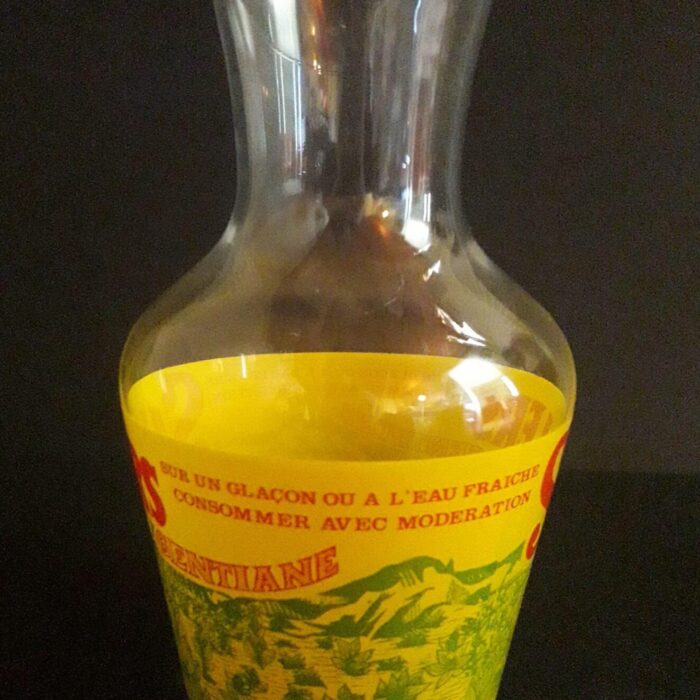 SUR UN GLAÇON OU A L'EAU FRAICHE
CONSOMMER AVEC MODERATION
GENTIANE